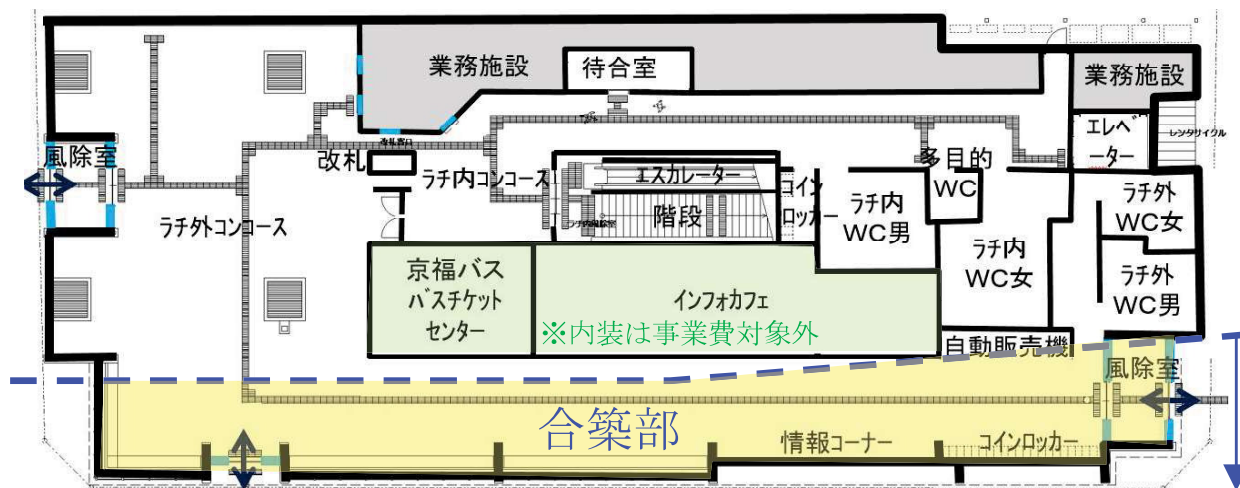 業務施設
待合室
業務施設
エレベ
ーター
レンタサイクル
風除室
改札窓口
改札
ラチ内コンコース
エスカレーター
階段
コイン
ロッカー
ラチ内
WC男
多目的
WC
ラチ内
WC女
ラチ外
WC女
ラチ外
WC男
ラチ外コンコース
京福バス
バスチケット
センター
インフォカフェ
※内装は事業費対象外
自動販売機
風除室
合築部
情報コーナー
コインロッカー